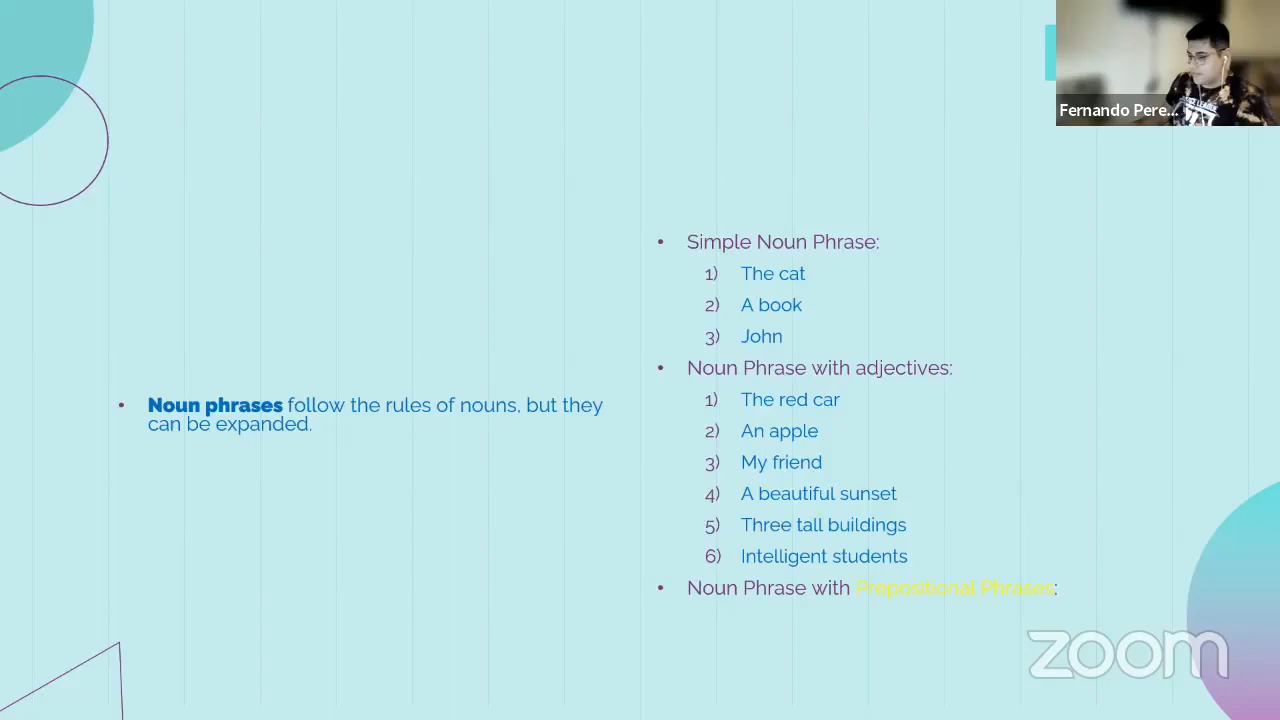 Fernando Pere...
• Noun phrases follow the rules of nouns, but they
can be expanded.
• Simple Noun Phrase:
1) The cat
2) A book
3) John
• Noun Phrase with adjectives:
1) The red car
2) An apple
3) My friend
4) A beautiful sunset
5) Three tall buildings
6) Intelligent students
• Noun Phrase with Propositional Phrases:
zoom